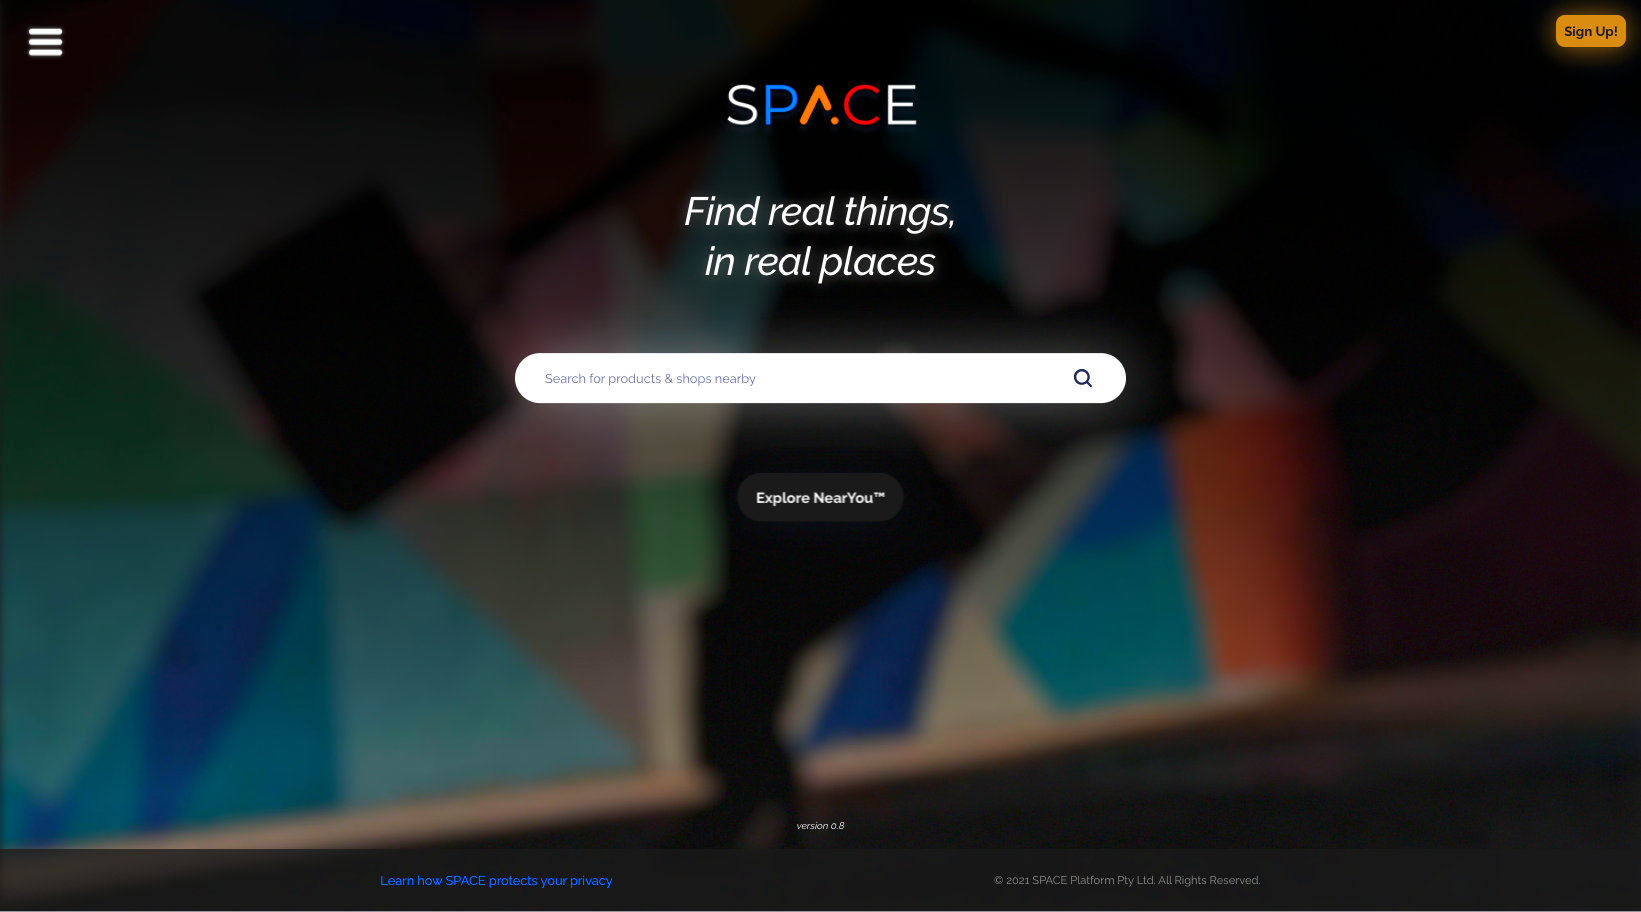 Sign Up!
SPACE
Find real things,
in real places
Search for products & shops nearby
Explore NearYou™
version 0.8
Learn how SPACE protects your privacy
© 2021 SPACE Platform Pty Ltd. All Rights Reserved.